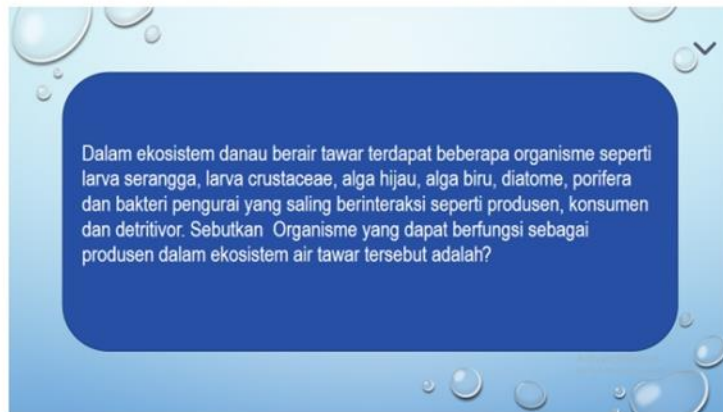 Dalam ekosistem danau berair tawar terdapat beberapa organisme seperti
larva serangga, larva crustaceae, alga hijau, alga biru, diatome, porifera
dan bakteri pengurai yang saling berinteraksi seperti produsen, konsumen
dan detritivor. Sebutkan Organisme yang dapat berfungsi sebagai
produsen dalam ekosistem air tawar tersebut adalah?